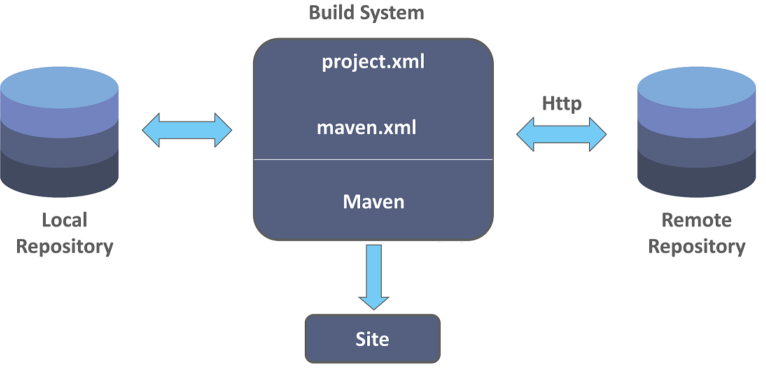 Build System
project.xml
Http
maven.xml
Maven
Local
Repository
Remote
Repository
Site